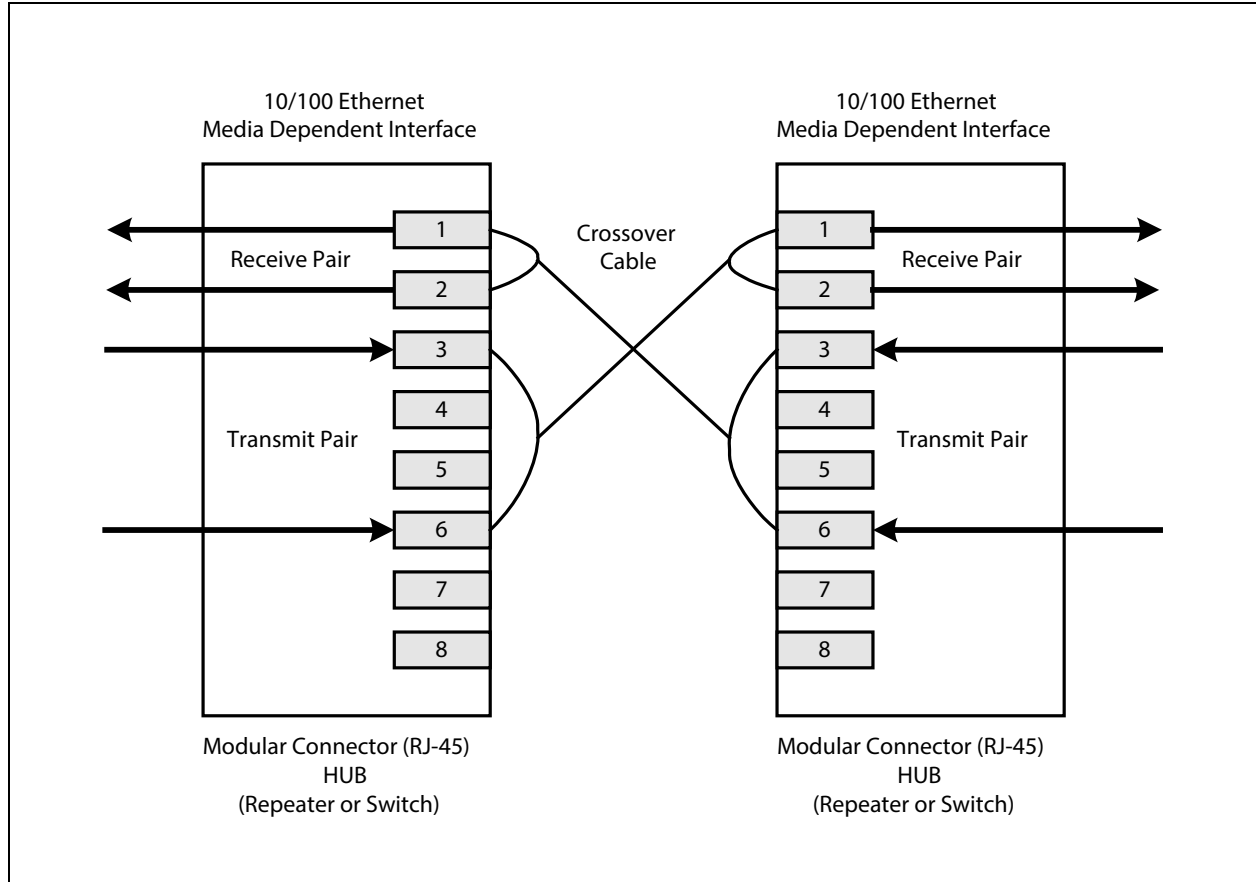 10/100 Ethernet
Media Dependent Interface
10/100 Ethernet
Media Dependent Interface
1
Receive Pair
2
3
4
Transmit Pair
5
6
7
8
Crossover
Cable
1
Receive Pair
2
3
4
Transmit Pair
5
6
7
8
Modular Connector (RJ-45)
HUB
(Repeater or Switch)
Modular Connector (RJ-45)
HUB
(Repeater or Switch)